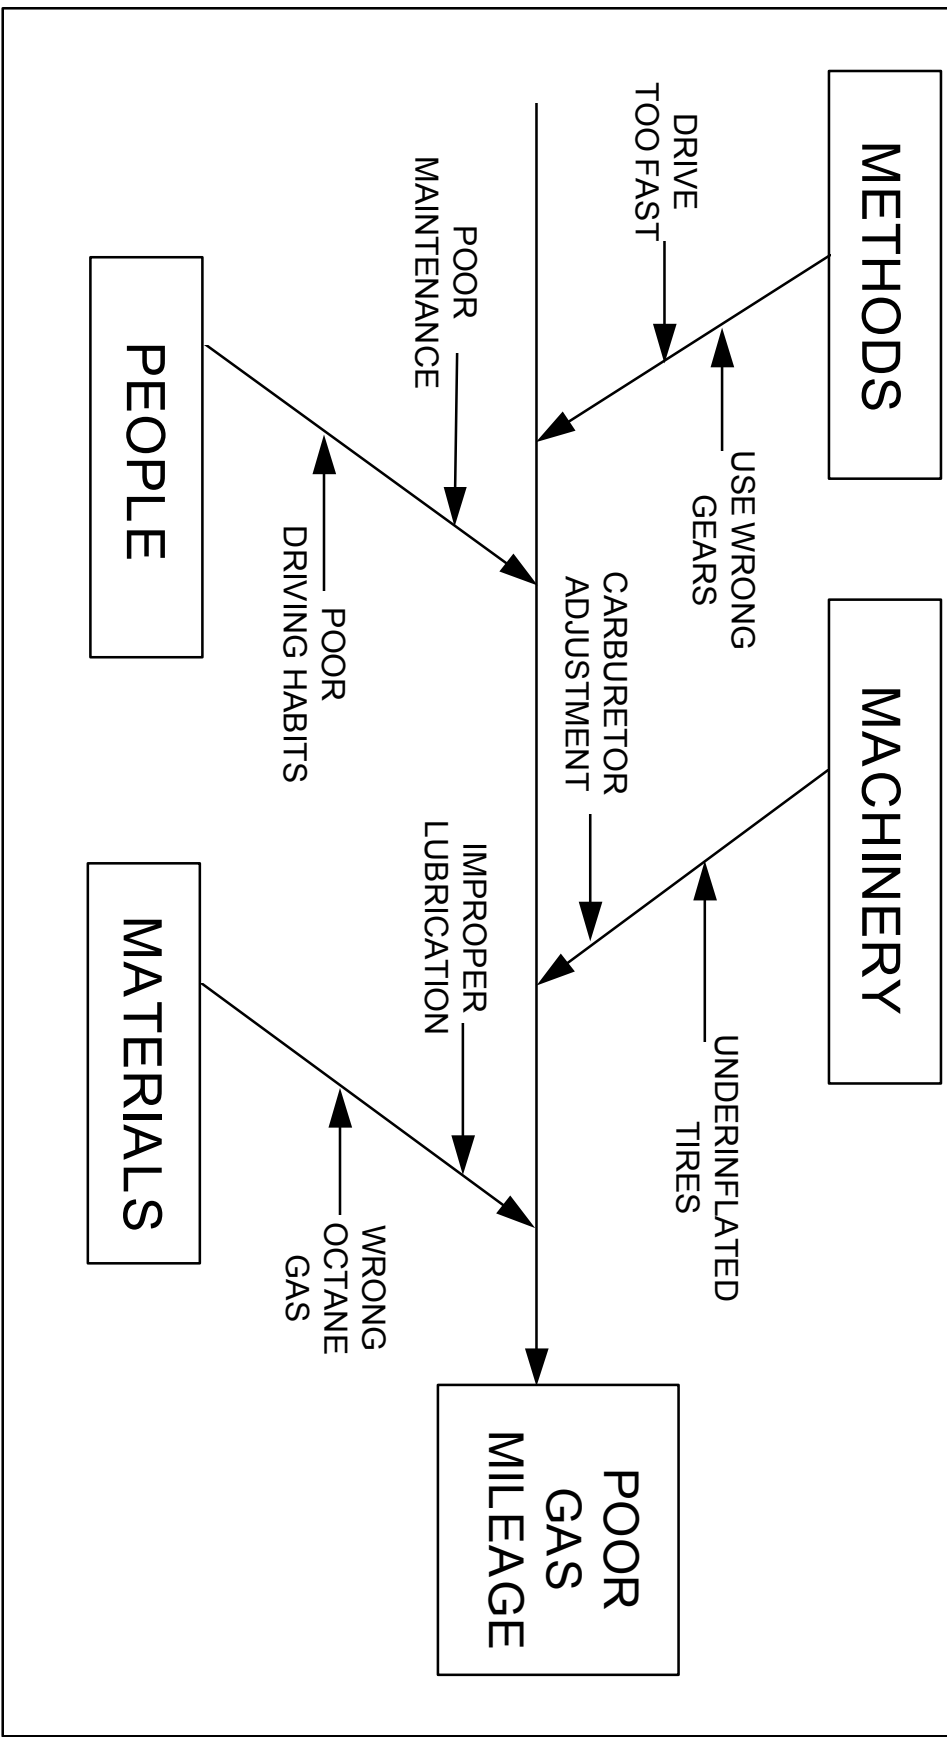 METHODS
MACHINERY
DRIVE
TOO FAST
USE WRONG
GEARS
CARBURETOR
ADJUSTMENT
UNDERINFLATED
TIRES
POOR
GAS
MILEAGE
POOR
MAINTENANCE
POOR
DRIVING HABITS
IMPROPER
LUBRICATION
WRONG
OCTANE
GAS
PEOPLE
MATERIALS